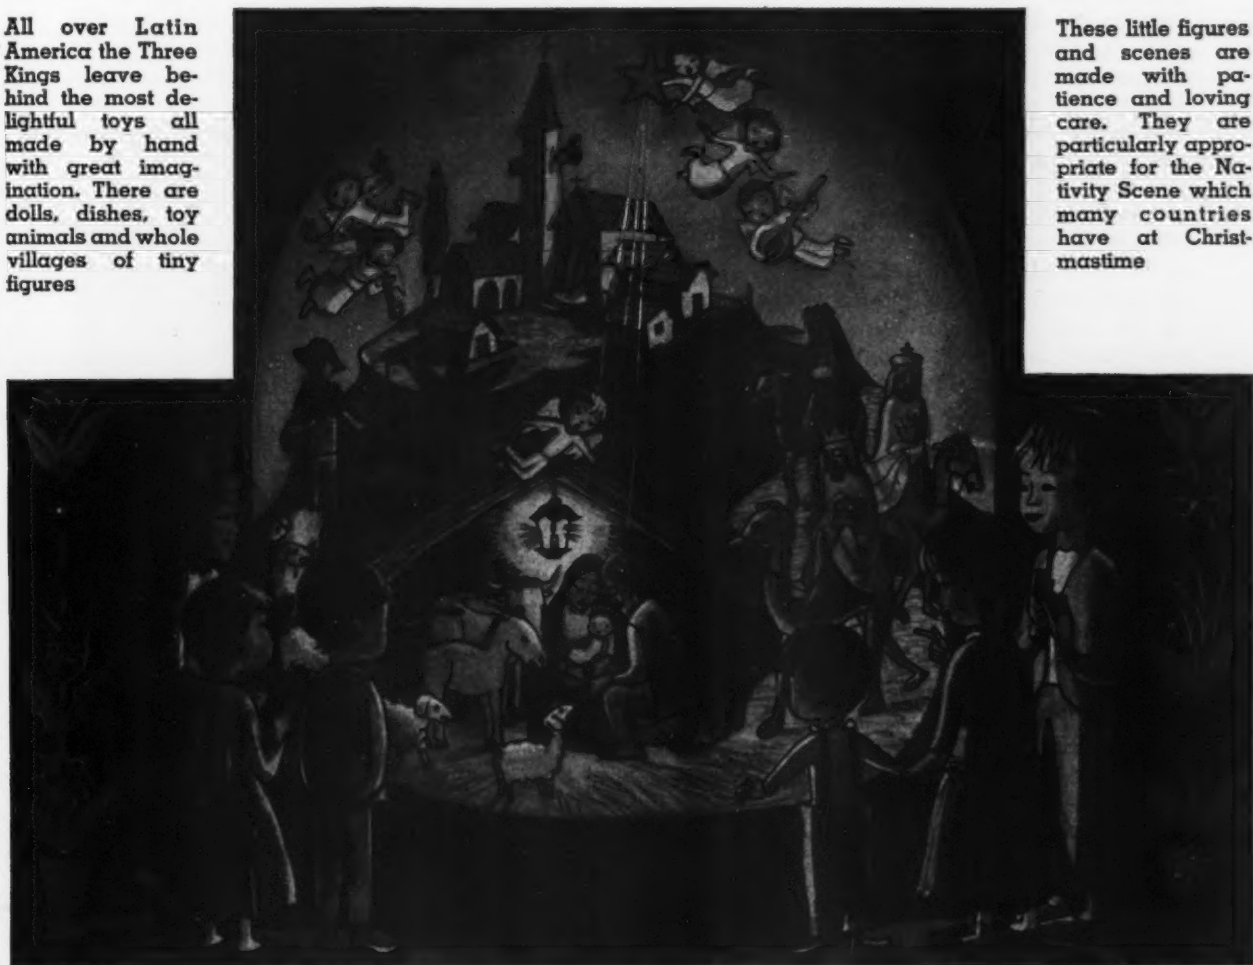 All over Latin
America the Three
Kings leave be-
hind the most de-
lightful toys all
made by hand
with great imag-
ination. There are
dolls, dishes, toy
animals and whole
villages of tiny
figures
These little figures
and scenes are
made with pa-
tience and loving
care. They are
particularly appro-
priate for the Na-
tivity Scene which
many countries
have at Christ-
mastime